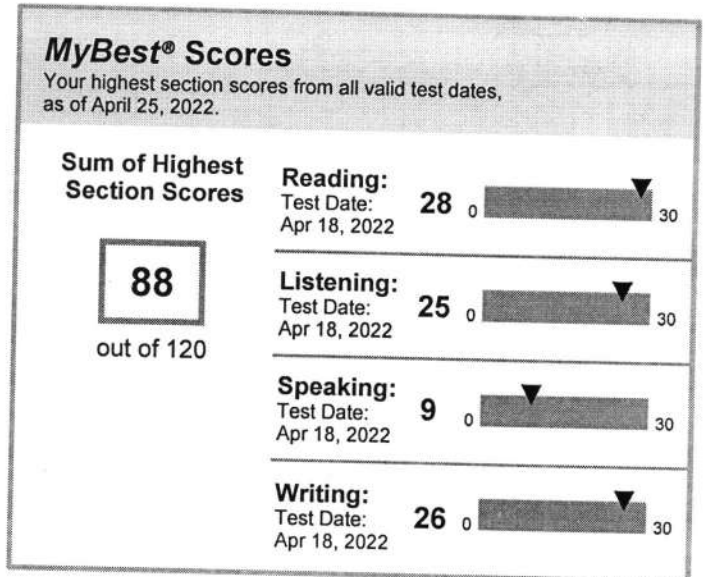 MyBest® Scores
Your highest section scores from all valid test dates,
as of April 25, 2022.
Sum of Highest
Section Scores
88
out of 120
Reading:
Test Date:
Apr 18, 2022
28
0
30
Listening:
Test Date:
Apr 18, 2022
25
0
30
Speaking:
Test Date:
Apr 18, 2022
9
0
30
Writing:
Test Date:
Apr 18, 2022
26
0
30